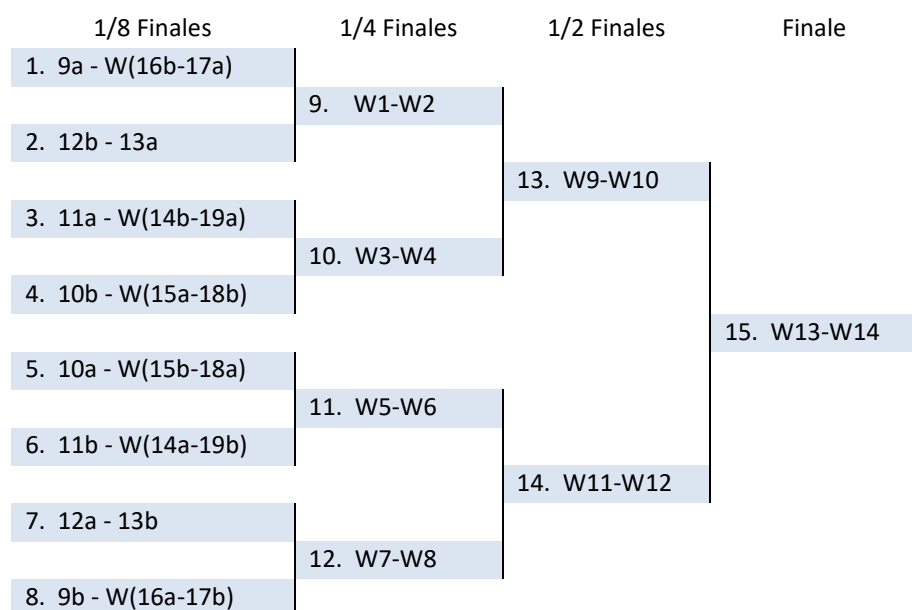 1/8 Finales 1/4 Finales 1/2 Finales Finale
1. 9a - W(16b-17a)
9. W1-W2
2. 12b - 13a
13. W9-W10
3. 11a - W(14b-19a)
10. W3-W4
4. 10b - W(15a-18b)
15. W13-W14
5. 10a - W(15b-18a)
11. W5-W6
6. 11b - W(14a-19b)
14. W11-W12
7. 12a - 13b
12. W7-W8
8. 9b - W(16a-17b)